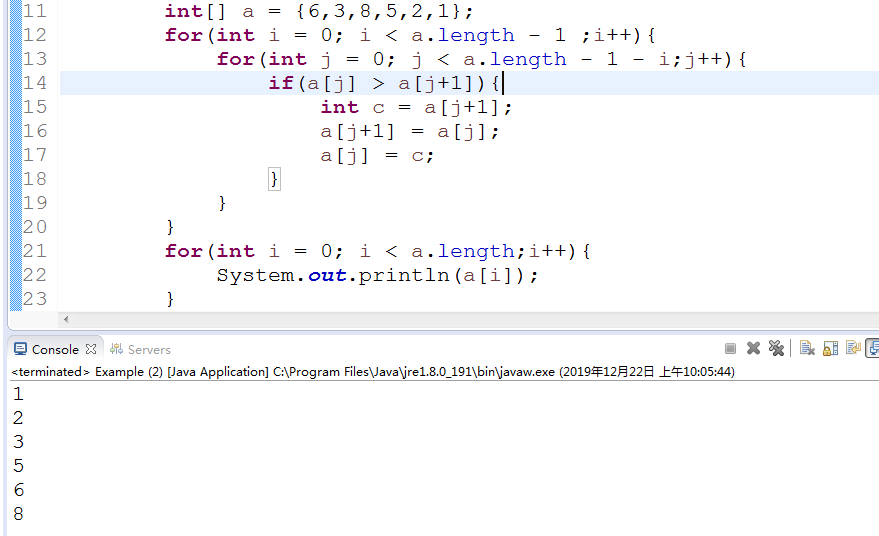 11 int[] a = {6,3,8,5,2,1};
12 for(int i = 0; i < a.length - 1 ;i++){
13 for(int j = 0; j < a.length - 1 - i;j++){
14 if(a[j] > a[j+1]){
15 int c = a[j+1];
16 a[j+1] = a[j];
17 a[j] = c;
18 }
19 }
20 }
21 for(int i = 0; i < a.length;i++){
22 System.out.println(a[i]);
23 }
Console Servers
<terminated> Example (2) [Java Application] C:\Program Files\Java\jre1.8.0_191\bin\javaw.exe (2019年12月22日 上午10:05:44)
1
2
3
5
6
8